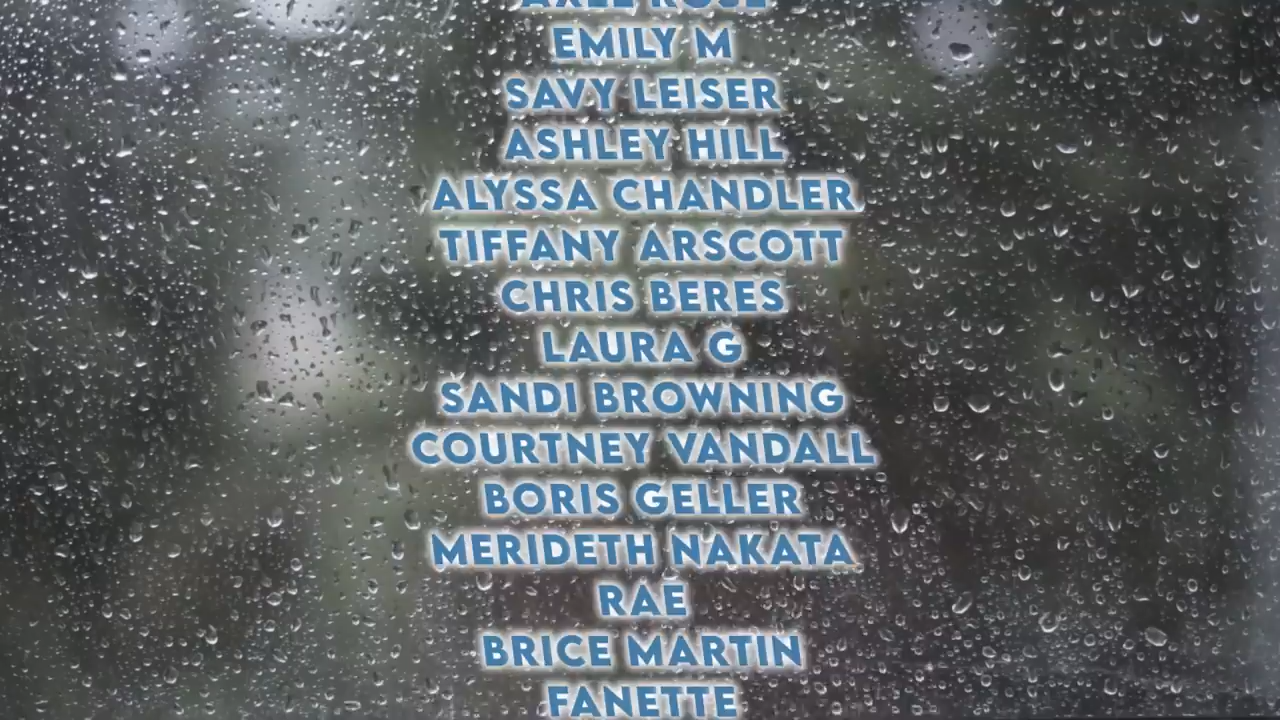 EMILY M
SAVY LEISER
ASHLEY HILL
ALYSSA CHANDLER
TIFFANY ARSCOTT
CHRIS BERES
LAURA G
SANDI BROWNING
COURTNEY VANDALL
BORIS GELLER
MERIDETH NAKATA
RAE
BRICE MARTIN
FANETTE